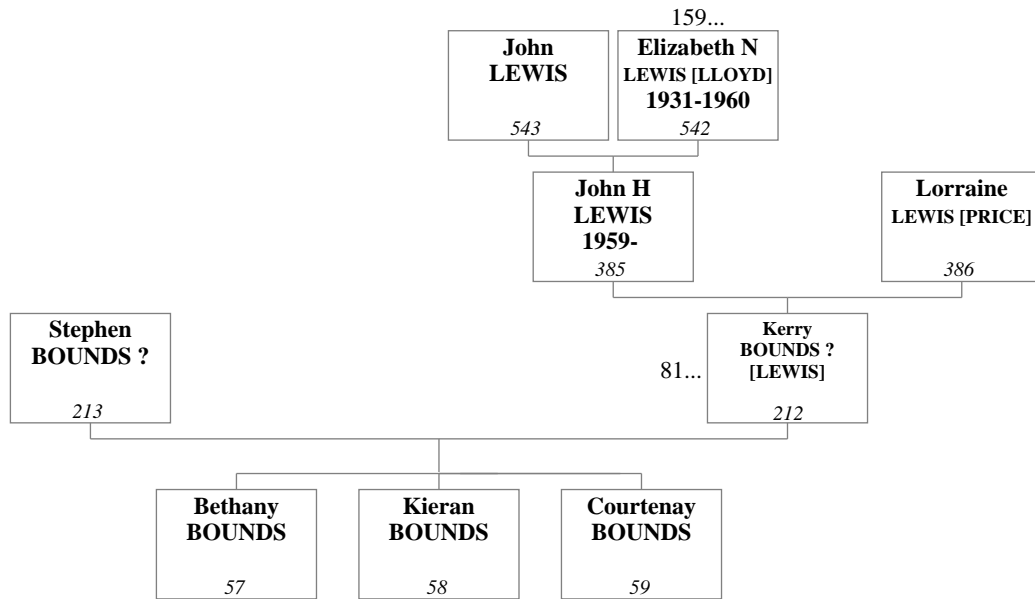 159...
John
LEWIS
543
Elizabeth N
LEWIS [LLOYD]
1931-1960
542
John H
LEWIS
1959-
385
Lorraine
LEWIS [PRICE]
386
Stephen
BOUNDS ?
213
81...
Kerry
BOUNDS ?
[LEWIS]
212
Bethany
BOUNDS
57
Kieran
BOUNDS
58
Courtenay
BOUNDS
59